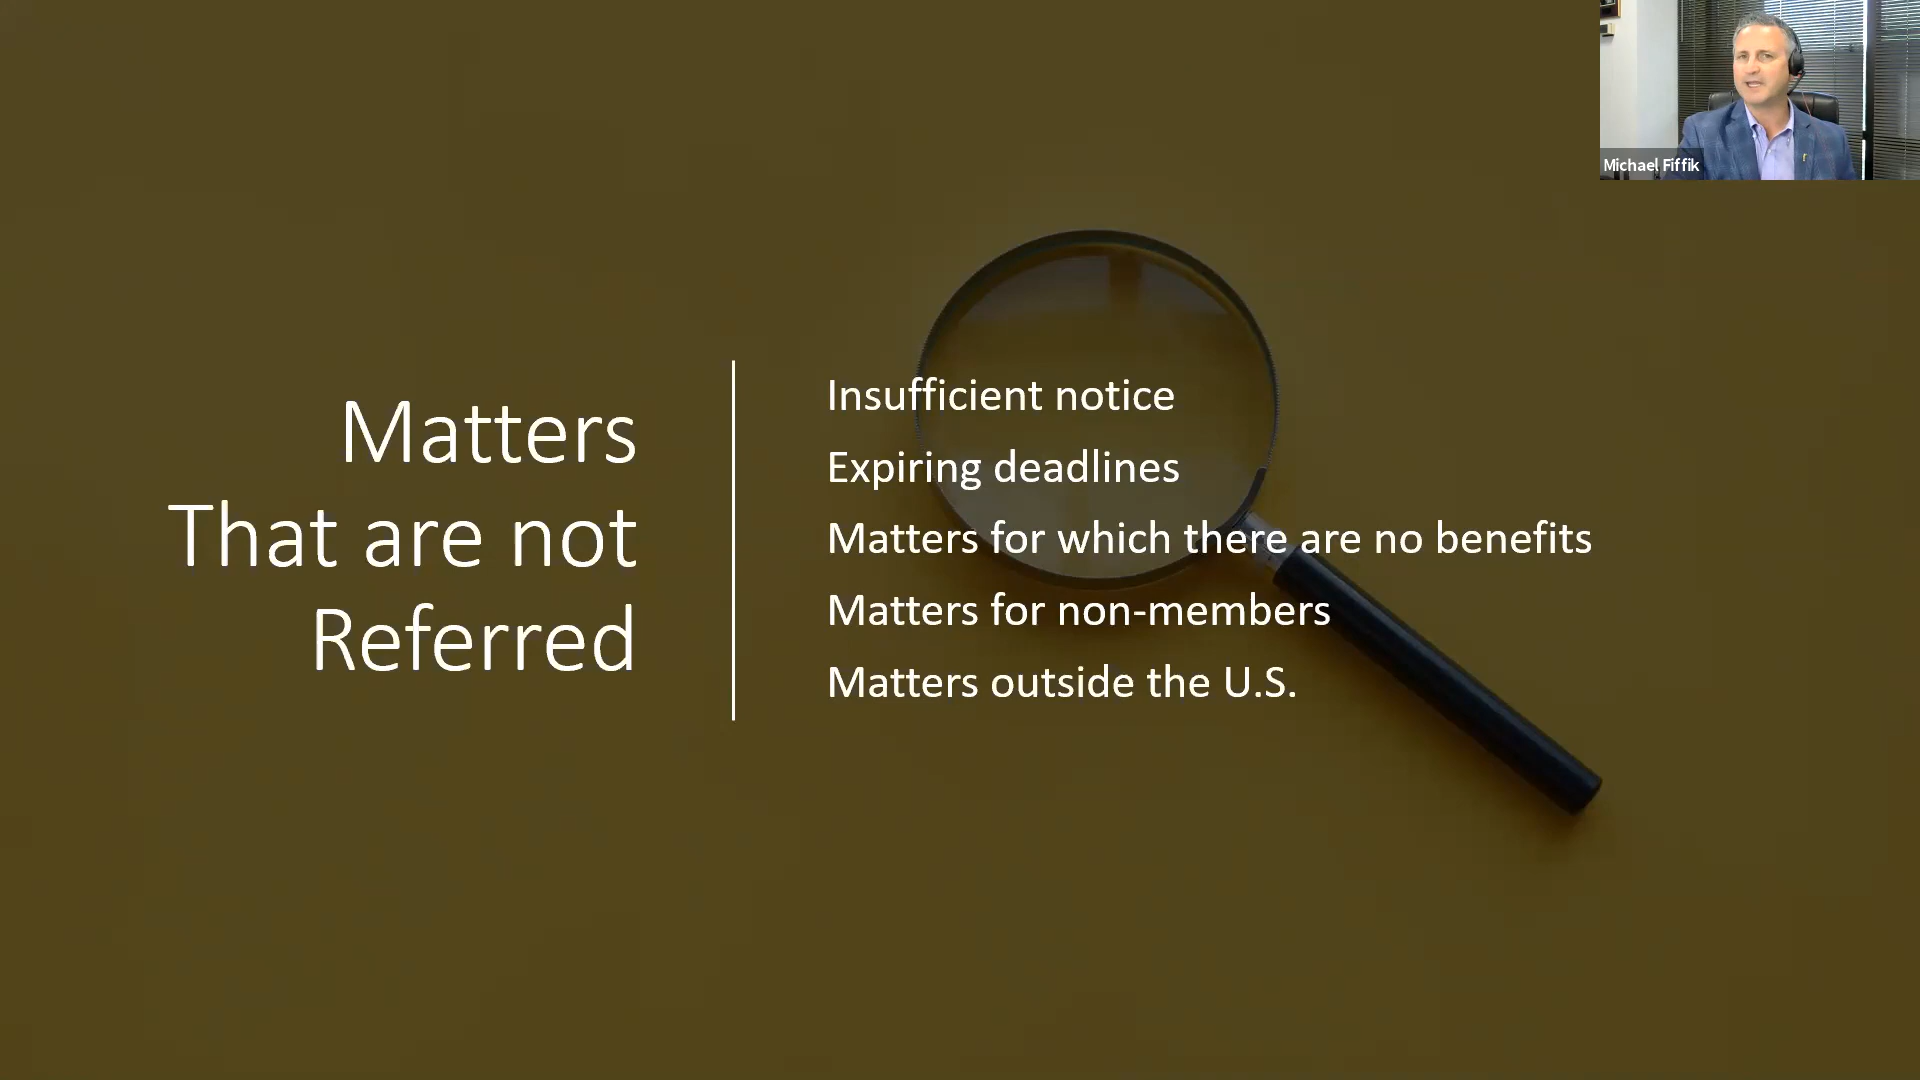 Michael Fiffik
Matters
That are not
Referred
Insufficient notice
Expiring deadlines
Matters for which there are no benefits
Matters for non-members
Matters outside the U.S.